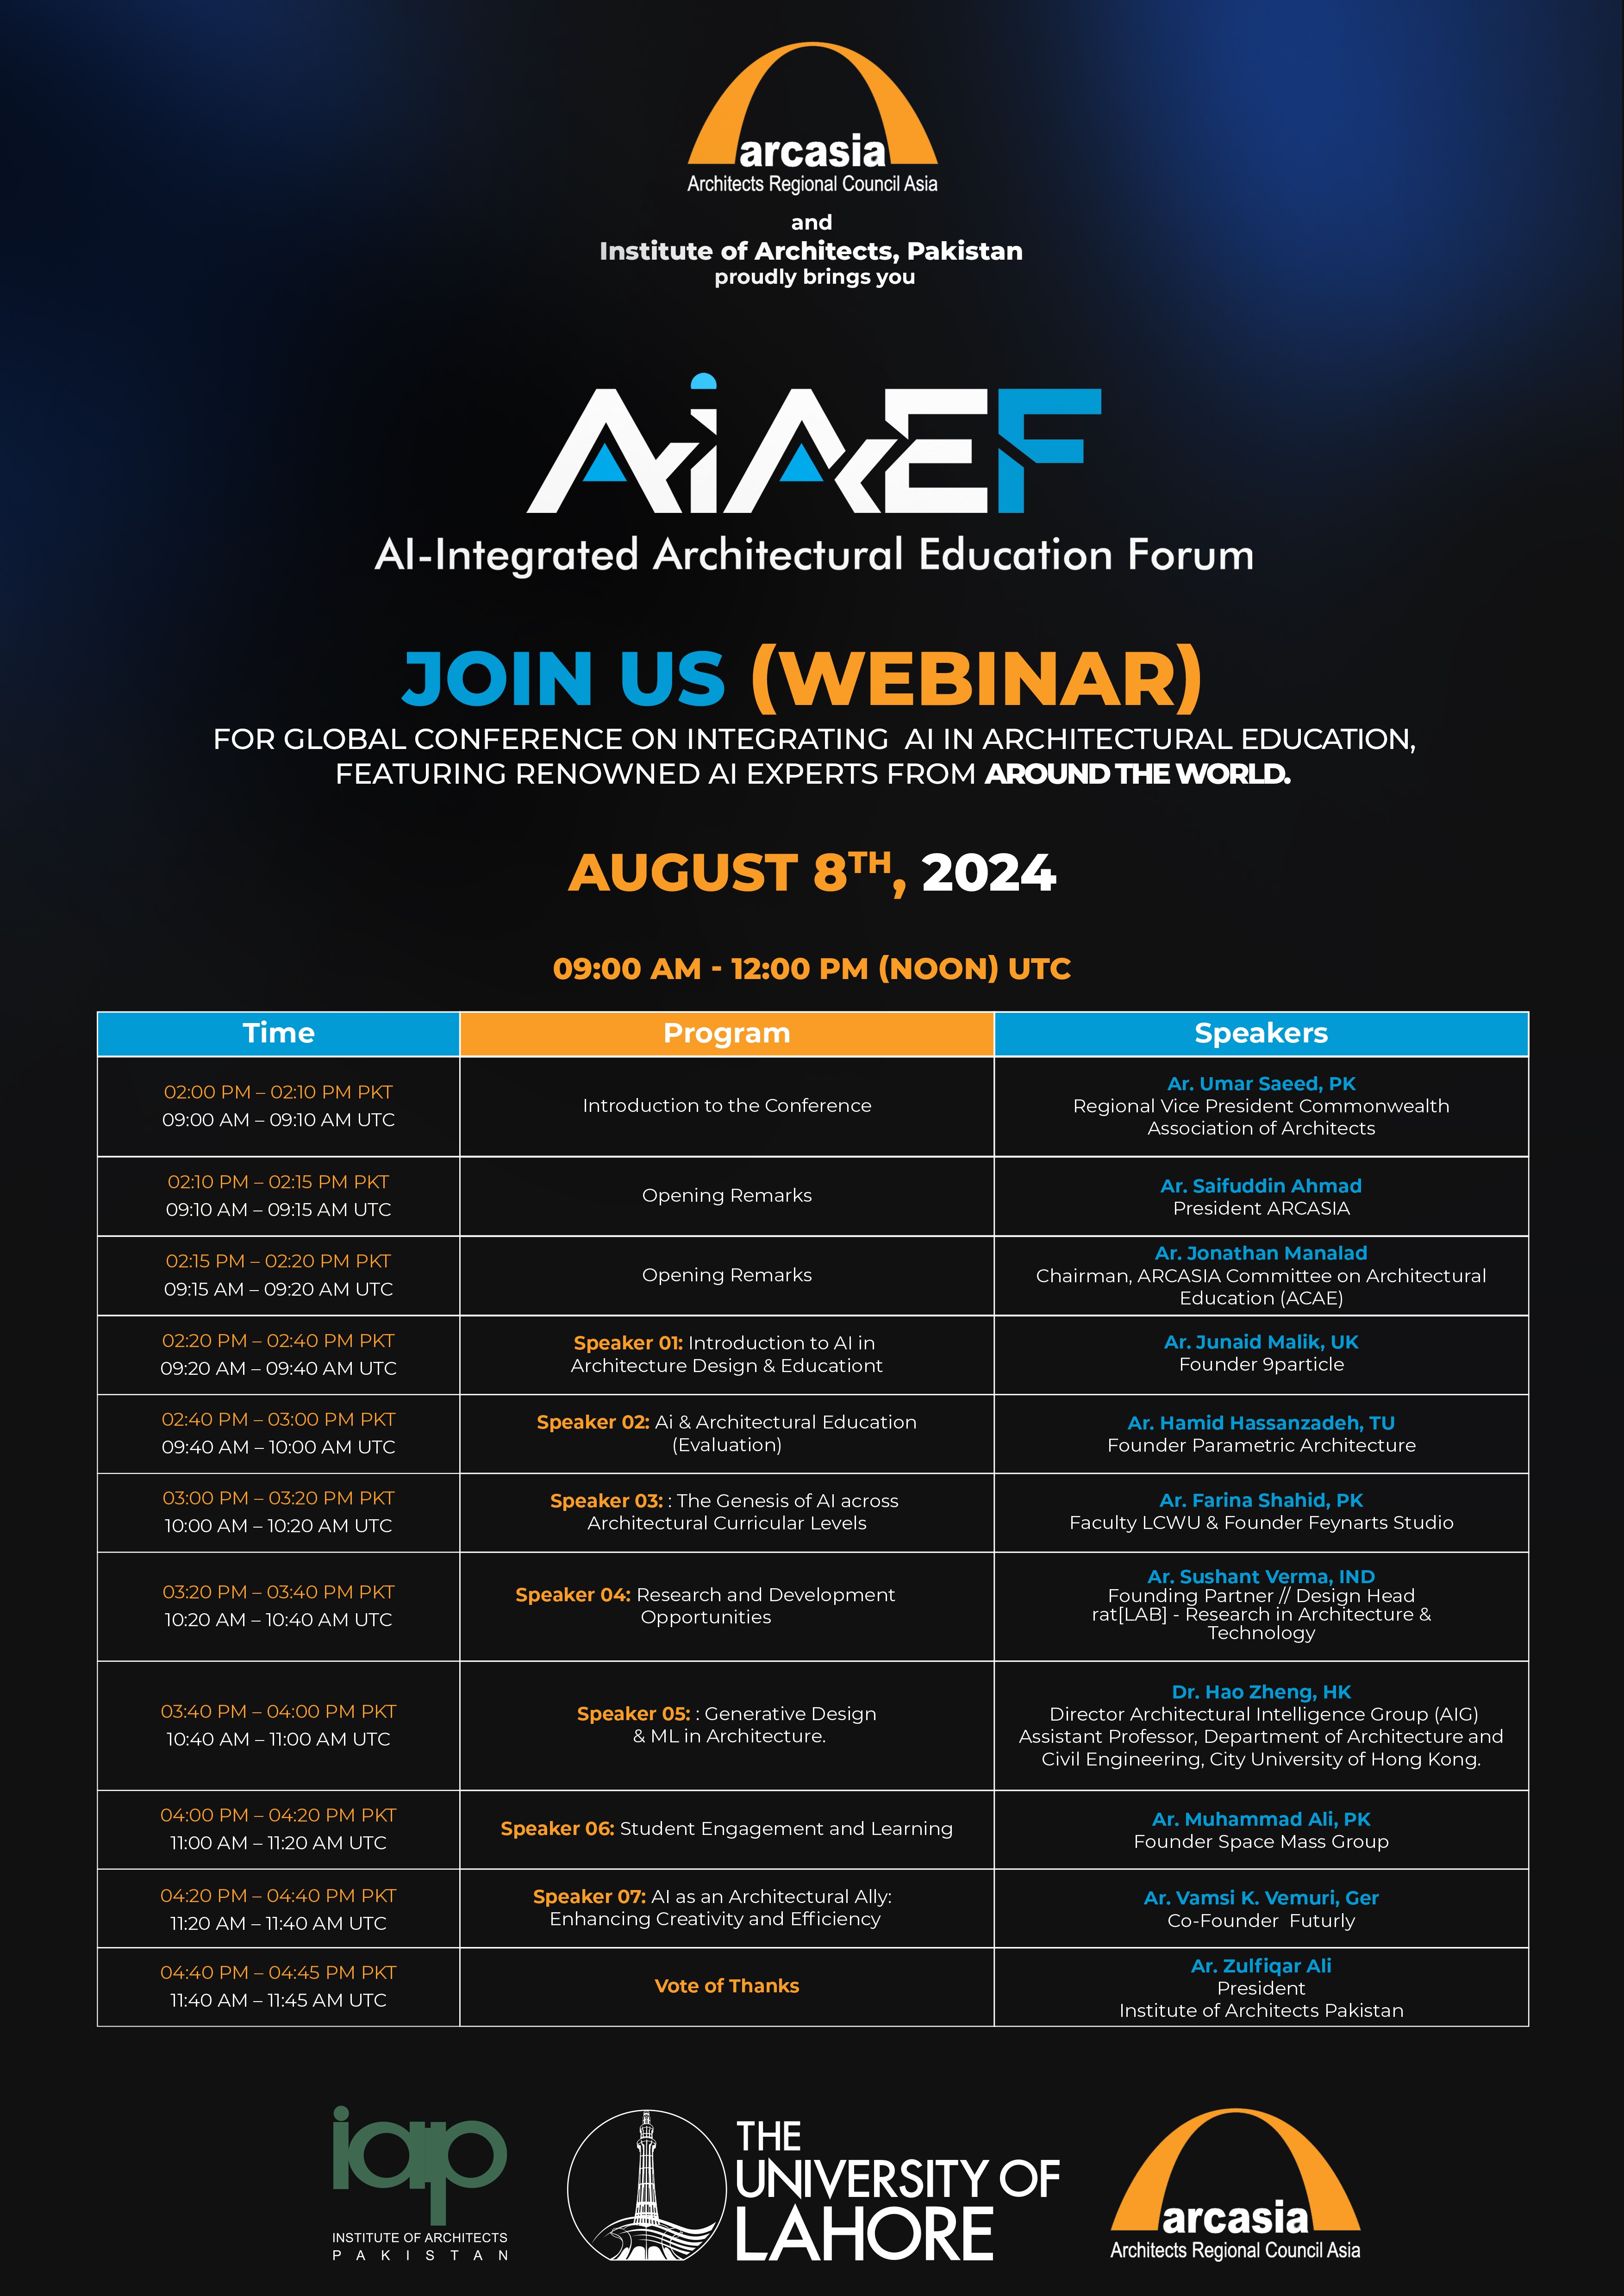 arcasia
Architects Regional Council Asia
and
Institute of Architects, Pakistan
proudly brings you
AiAEF
AI-Integrated Architectural Education Forum
JOIN US (WEBINAR)
FOR GLOBAL CONFERENCE ON INTEGRATING AI IN ARCHITECTURAL EDUCATION,
FEATURING RENOWNED AI EXPERTS FROM AROUND THE WORLD.
AUGUST 8TH, 2024
09:00 AM - 12:00 PM (NOON) UTC
Time
Program
Speakers
02:00 PM – 02:10 PM PKT
09:00 AM – 09:10 AM UTC
Introduction to the Conference
Ar. Umar Saeed, PK
Regional Vice President Commonwealth
Association of Architects
02:10 PM – 02:15 PM PKT
09:10 AM – 09:15 AM UTC
Opening Remarks
Ar. Saifuddin Ahmad
President ARCASIA
02:15 PM – 02:20 PM PKT
09:15 AM – 09:20 AM UTC
Opening Remarks
Ar. Jonathan Manalad
Chairman, ARCASIA Committee on Architectural
Education (ACAE)
02:20 PM – 02:40 PM PKT
09:20 AM – 09:40 AM UTC
Speaker 01: Introduction to AI in
Architecture Design & Educationt
Ar. Junaid Malik, UK
Founder 9particle
02:40 PM – 03:00 PM PKT
09:40 AM – 10:00 AM UTC
Speaker 02: Ai & Architectural Education
(Evaluation)
Ar. Hamid Hassanzadeh, TU
Founder Parametric Architecture
03:00 PM – 03:20 PM PKT
10:00 AM – 10:20 AM UTC
Speaker 03: : The Genesis of AI across
Architectural Curricular Levels
Ar. Farina Shahid, PK
Faculty LCWU & Founder Feynarts Studio
03:20 PM – 03:40 PM PKT
10:20 AM – 10:40 AM UTC
Speaker 04: Research and Development
Opportunities
Ar. Sushant Verma, IND
Founding Partner // Design Head
rat[LAB] - Research in Architecture &
Technology
03:40 PM – 04:00 PM PKT
10:40 AM – 11:00 AM UTC
Speaker 05: : Generative Design
& ML in Architecture.
Dr. Hao Zheng, HK
Director Architectural Intelligence Group (AIG)
Assistant Professor, Department of Architecture and
Civil Engineering, City University of Hong Kong.
04:00 PM – 04:20 PM PKT
11:00 AM – 11:20 AM UTC
Speaker 06: Student Engagement and Learning
Ar. Muhammad Ali, PK
Founder Space Mass Group
04:20 PM – 04:40 PM PKT
11:20 AM – 11:40 AM UTC
Speaker 07: AI as an Architectural Ally:
Enhancing Creativity and Efficiency
Ar. Vamsi K. Vemuri, Ger
Co-Founder Futurly
04:40 PM – 04:45 PM PKT
11:40 AM – 11:45 AM UTC
Vote of Thanks
Ar. Zulfiqar Ali
President
Institute of Architects Pakistan
iap
INSTITUTE OF ARCHITECTS
PAKISTAN
THE
UNIVERSITY OF
LAHORE
arcasia
Architects Regional Council Asia